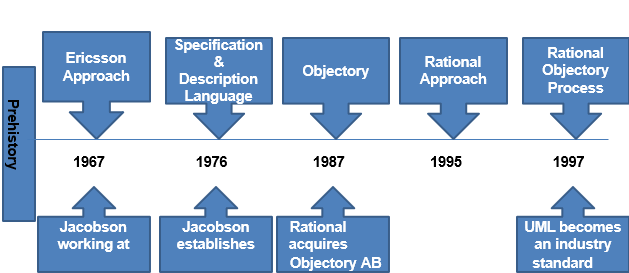 Prehistory
Ericsson
Approach
Specification
&
Description
Language
Objectory
Rational
Approach
Rational
Objectory
Process
1967
1976
1987
1995
1997
Jacobson
working at
Jacobson
establishes
Rational
acquires
Objectory AB
UML becomes
an industry
standard